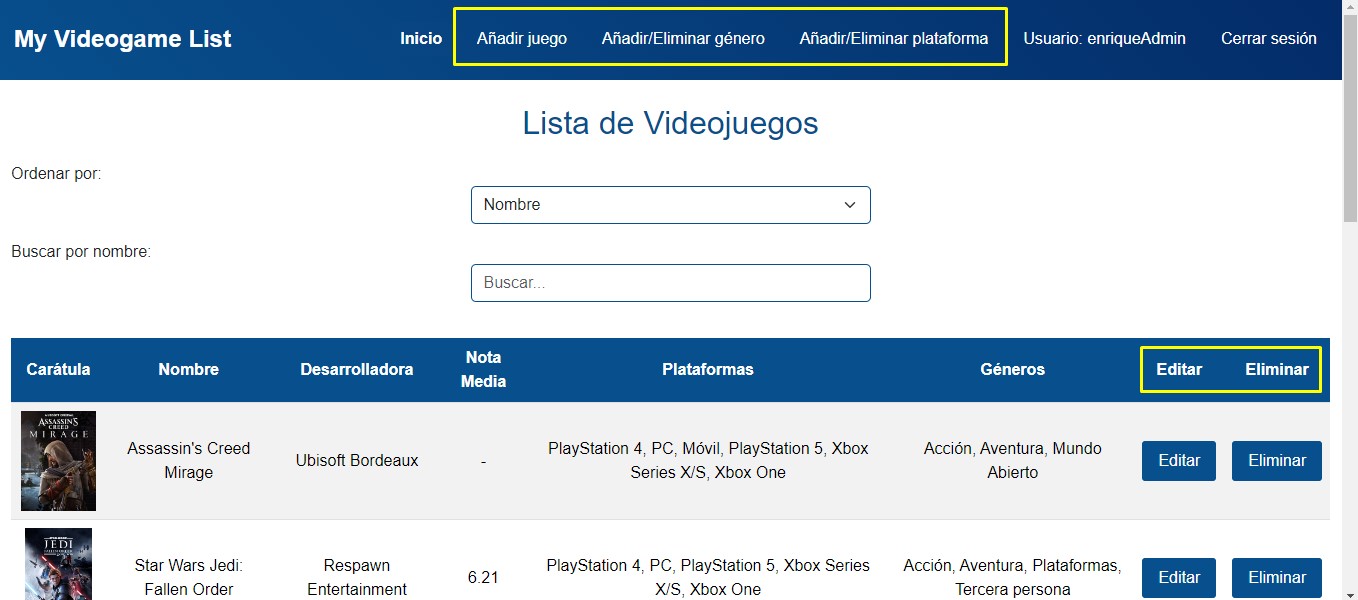 My Videogame List
Inicio
Añadir juego
Añadir/Eliminar género
Añadir/Eliminar plataforma
Usuario: enriqueAdmin
Cerrar sesión
Lista de Videojuegos
Ordenar por:
Nombre
Buscar por nombre:
Buscar...
Carátula
Nombre
Desarrolladora
Nota
Media
Plataformas
Géneros
Editar
Eliminar
ASSASSIN'S
CREED
MIRAGE
Assassin's Creed
Mirage
Ubisoft Bordeaux
-
PlayStation 4, PC, Móvil, PlayStation 5, Xbox
Series X/S, Xbox One
Acción, Aventura, Mundo
Abierto
Editar
Eliminar
JEDI
Star Wars Jedi:
Fallen Order
Respawn
Entertainment
6.21
PlayStation 4, PC, PlayStation 5, Xbox Series
X/S, Xbox One
Acción, Aventura, Plataformas,
Tercera persona
Editar
Eliminar